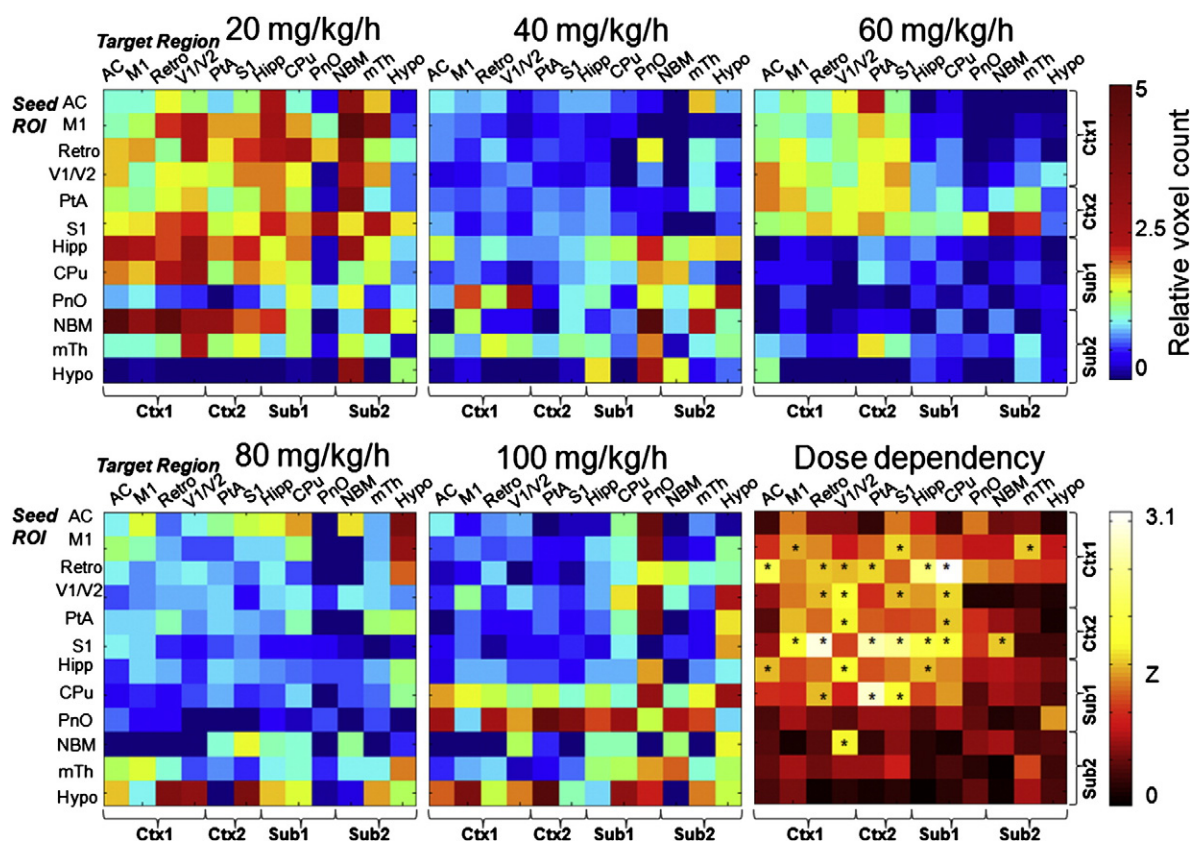 Target Region 20 mg/kg/h 40 mg/kg/h 60 mg/kg/h
AC M1 Retro V1/V2 PtA S1 Hipp CPu PnO NBM mTh Hypo
AC M1 Retro V1/V2 PtA S1 Hipp CPu PnO NBM mTh Hypo
AC M1 Retro V1/V2 PtA S1 Hipp CPu PnO NBM mTh Hypo
Seed ROI
AC
M1
Retro
V1/V2
PtA
S1
Hipp
CPu
PnO
NBM
mTh
Hypo
Ctx1 Ctx2 Sub1 Sub2
Ctx1 Ctx2 Sub1 Sub2
Ctx1 Ctx2 Sub1 Sub2
Ctx1
Ctx2
Sub1
Sub2
5
2.5
0
Relative voxel count
Target Region 80 mg/kg/h 100 mg/kg/h Dose dependency
AC M1 Retro V1/V2 PtA S1 Hipp CPu PnO NBM mTh Hypo
AC M1 Retro V1/V2 PtA S1 Hipp CPu PnO NBM mTh Hypo
AC M1 Retro V1/V2 PtA S1 Hipp CPu PnO NBM mTh Hypo
Seed ROI
AC
M1
Retro
V1/V2
PtA
S1
Hipp
CPu
PnO
NBM
mTh
Hypo
* * *
* * * * * *
* * * *
* *
* * * * * * *
* * *
* * *
*
Ctx1 Ctx2 Sub1 Sub2
Ctx1 Ctx2 Sub1 Sub2
Ctx1 Ctx2 Sub1 Sub2
Ctx1
Ctx2
Sub1
Sub2
3.1
Z
0